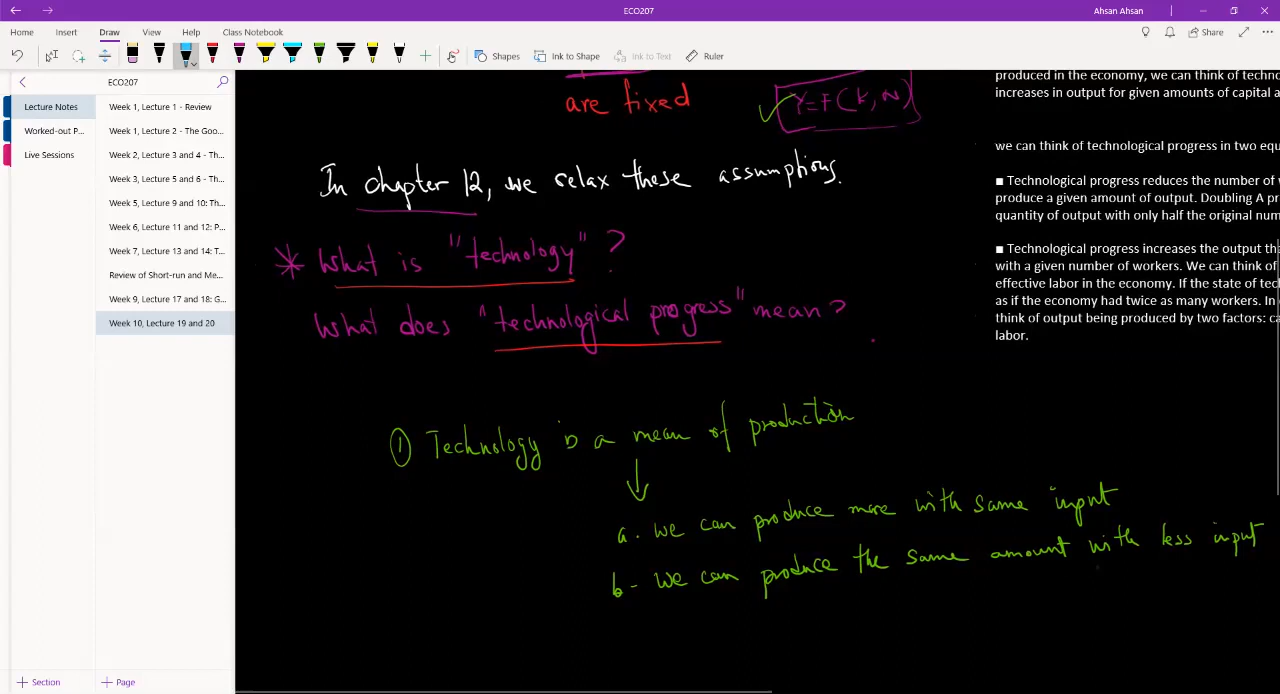 ECO207
Ahsan Ahsan
Home Insert Draw View History Review Help Class Notebook
Share
Shapes Ink to Shape Ink to Text Ruler
ECO207
Lecture Notes
Worked-out P...
Live Sessions
Week 1, Lecture 1 - Review
Week 1, Lecture 2 - The Goo...
Week 2, Lecture 3 and 4 - Th...
Week 3, Lecture 5 and 6 - Th...
Week 5, Lecture 9 and 10: Th...
Week 6, Lecture 11 and 12: P...
Week 7, Lecture 13 and 14: T...
Review of Short-run and Me...
Week 9, Lecture 17 and 18: G...
Week 10, Lecture 19 and 20
+ Section
+ Page
are fixed
Y=F(K,N)
In chapter 12, we relax these assumptions.
* What is "technology"?
What does "technological progress" mean?
① Technology is a mean of production
a. we can produce more with same input
b- we can produce the same amount with less input
produced in the economy, we can think of techno
increases in output for given amounts of capital a
we can think of technological progress in two equ
■ Technological progress reduces the number of w
produce a given amount of output. Doubling A p
quantity of output with only half the original num
■ Technological progress increases the output th
with a given number of workers. We can think of
effective labor in the economy. If the state of tec
as if the economy had twice as many workers. In
think of output being produced by two factors: ca
labor.